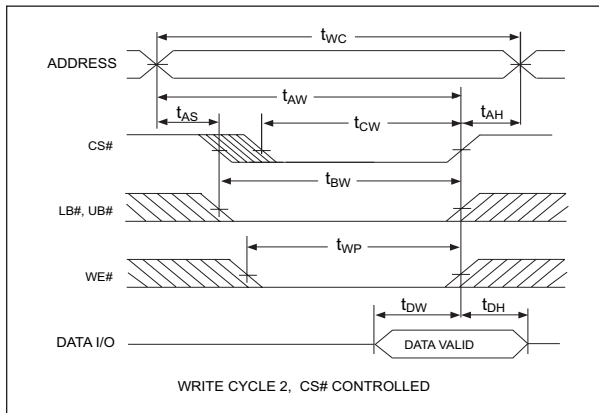 tWC
ADDRESS
tAW
tAS
tCW
tAH
CS#
tBW
LB#, UB#
tWP
WE#
tDW
tDH
DATA I/O
DATA VALID
WRITE CYCLE 2, CS# CONTROLLED